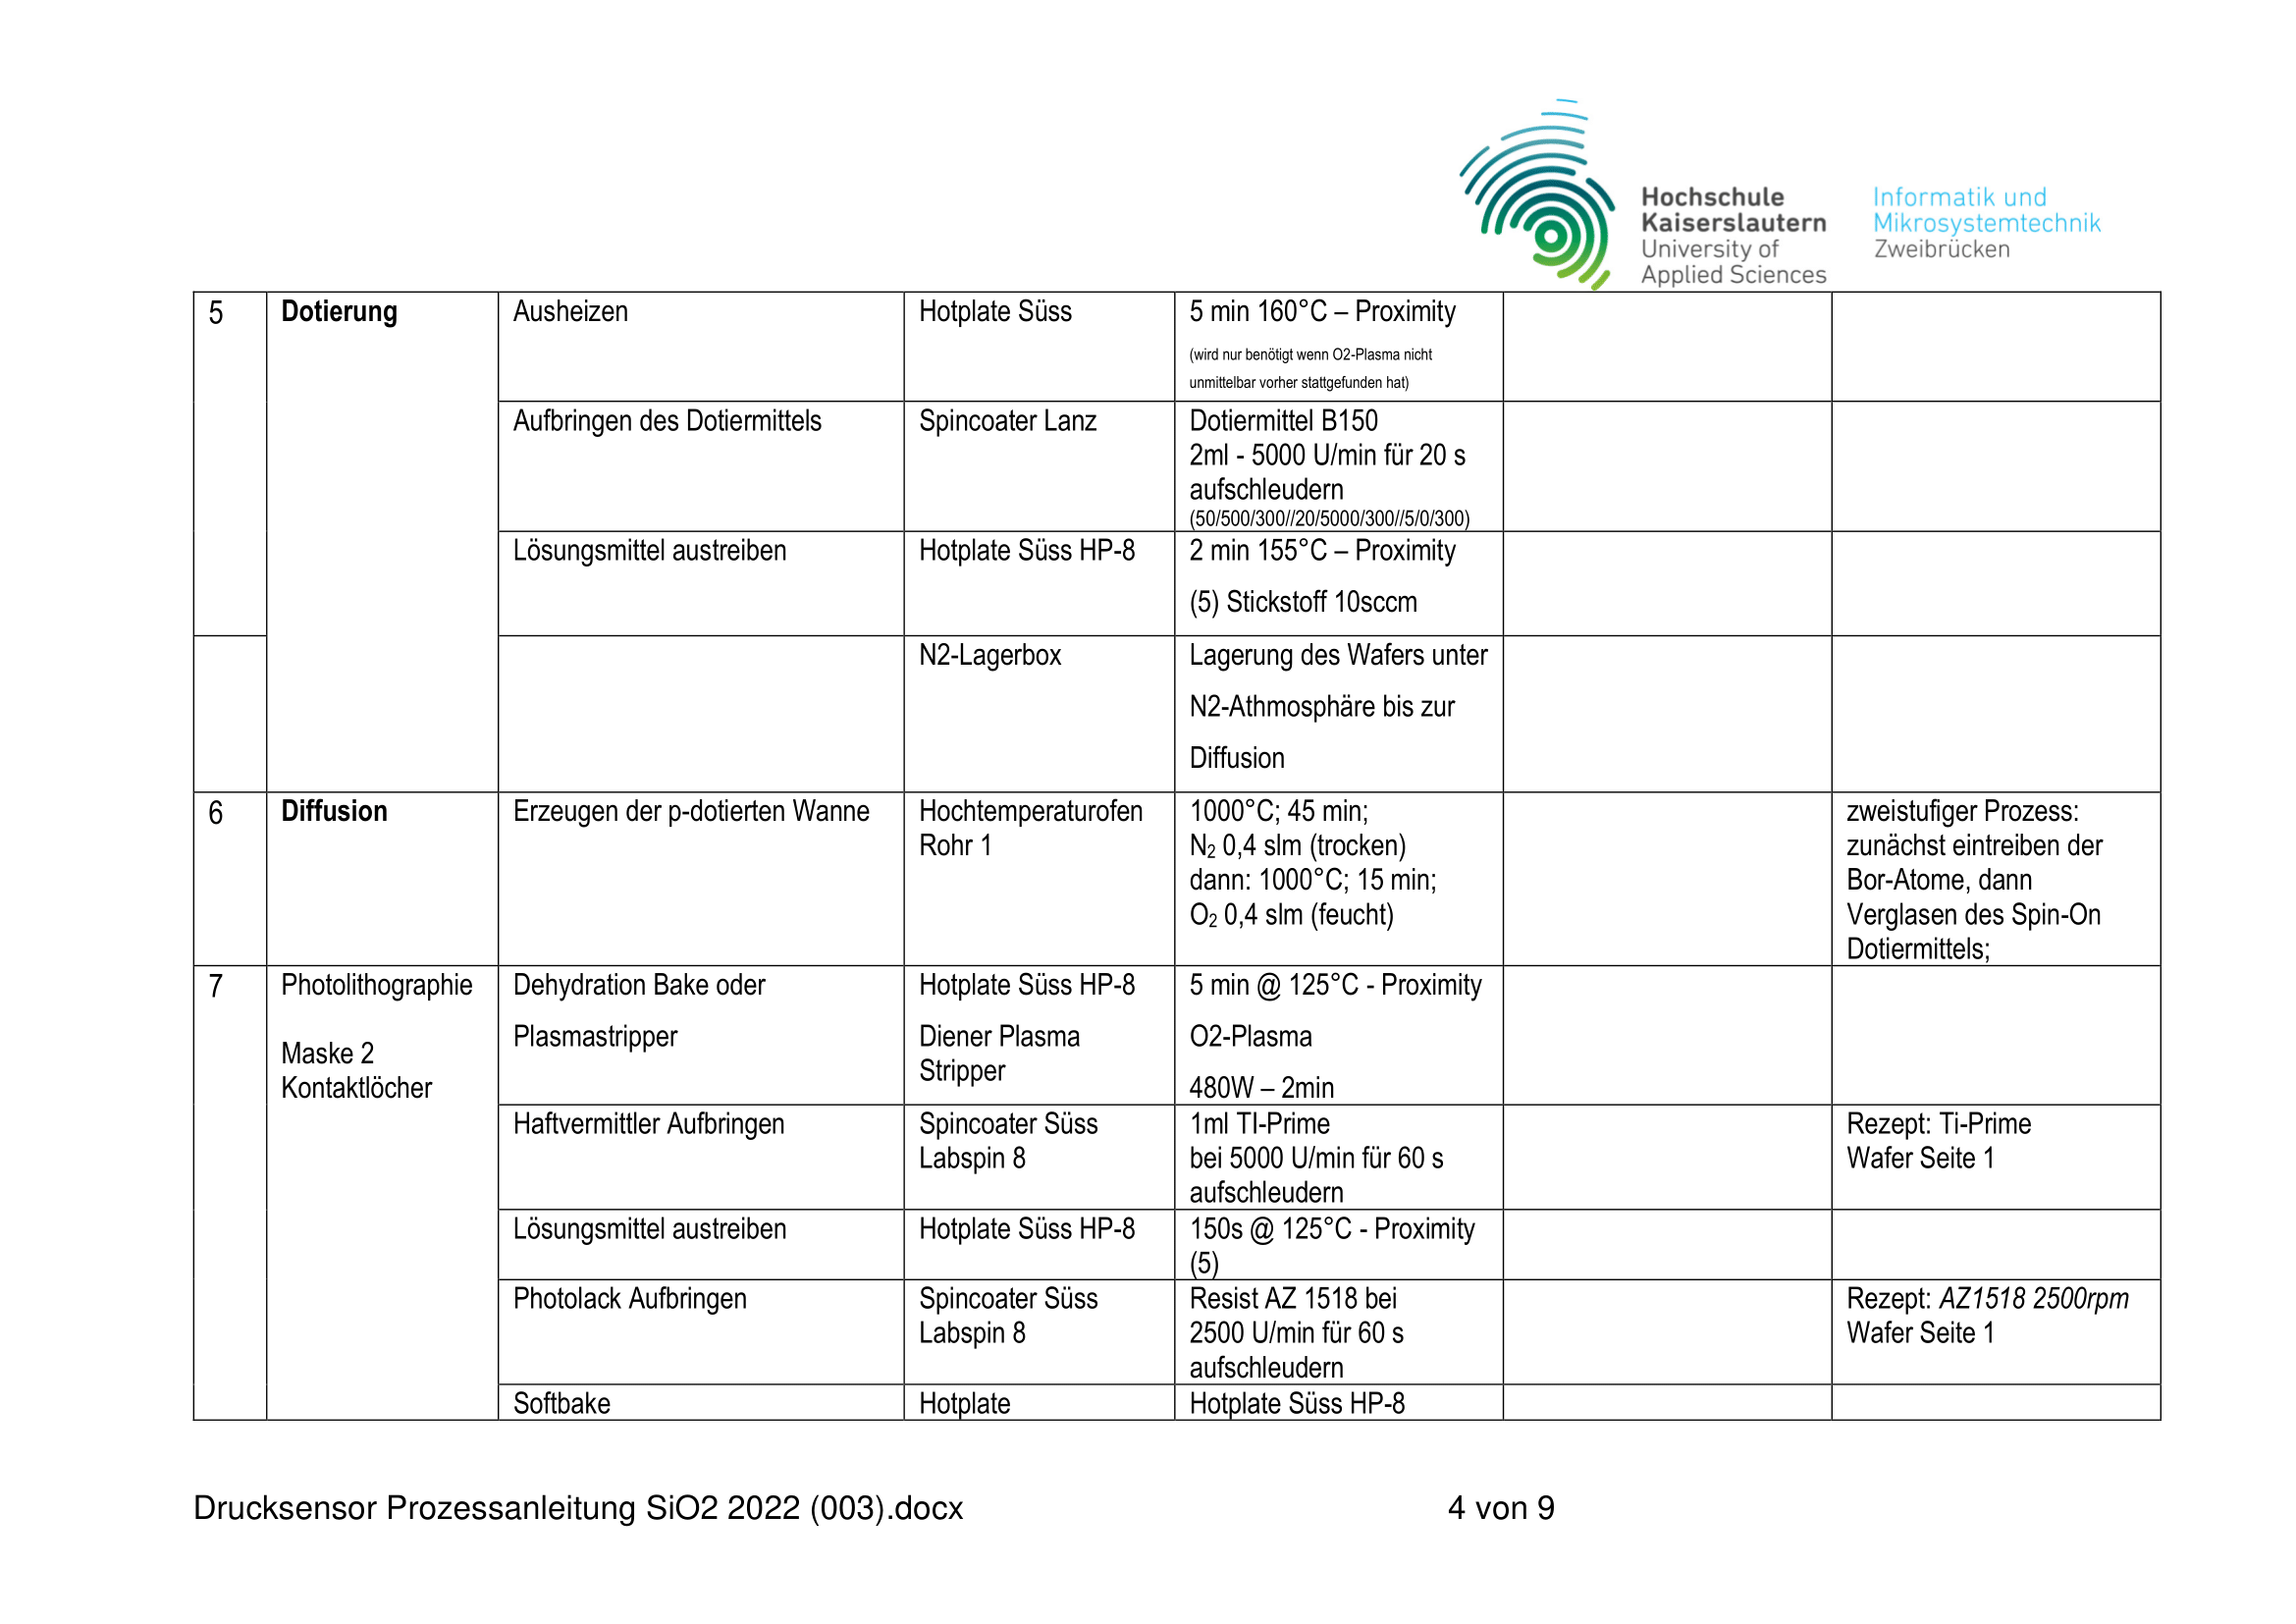 Hochschule
Kaiserslautern
University of
Applied Sciences
Informatik und
Mikrosystemtechnik
Zweibrücken
5
Dotierung
Ausheizen
Hotplate Süss
5 min 160°C – Proximity
(wird nur benötigt wenn O2-Plasma nicht
unmittelbar vorher stattgefunden hat)
Aufbringen des Dotiermittels
Spincoater Lanz
Dotiermittel B150
2ml - 5000 U/min für 20 s
aufschleudern
(50/500/300//20/5000/300//5/0/300)
Lösungsmittel austreiben
Hotplate Süss HP-8
2 min 155°C – Proximity
(5) Stickstoff 10sccm
N2-Lagerbox
Lagerung des Wafers unter
N2-Athmosphäre bis zur
Diffusion
6
Diffusion
Erzeugen der p-dotierten Wanne
Hochtemperaturofen
Rohr 1
1000°C; 45 min;
N₂ 0,4 slm (trocken)
dann: 1000°C; 15 min;
O₂ 0,4 slm (feucht)
zweistufiger Prozess:
zunächst eintreiben der
Bor-Atome, dann
Verglasen des Spin-On
Dotiermittels;
7
Photolithographie
Maske 2
Kontaktlöcher
Dehydration Bake oder
Plasmastripper
Hotplate Süss HP-8
Diener Plasma
Stripper
5 min @ 125°C - Proximity
O2-Plasma
480W – 2min
Haftvermittler Aufbringen
Spincoater Süss
Labspin 8
1ml TI-Prime
bei 5000 U/min für 60 s
aufschleudern
Rezept: Ti-Prime
Wafer Seite 1
Lösungsmittel austreiben
Hotplate Süss HP-8
150s @ 125°C - Proximity
(5)
Photolack Aufbringen
Spincoater Süss
Labspin 8
Resist AZ 1518 bei
2500 U/min für 60 s
aufschleudern
Rezept: AZ1518 2500rpm
Wafer Seite 1
Softbake
Hotplate
Hotplate Süss HP-8
Drucksensor Prozessanleitung SiO2 2022 (003).docx
4 von 9